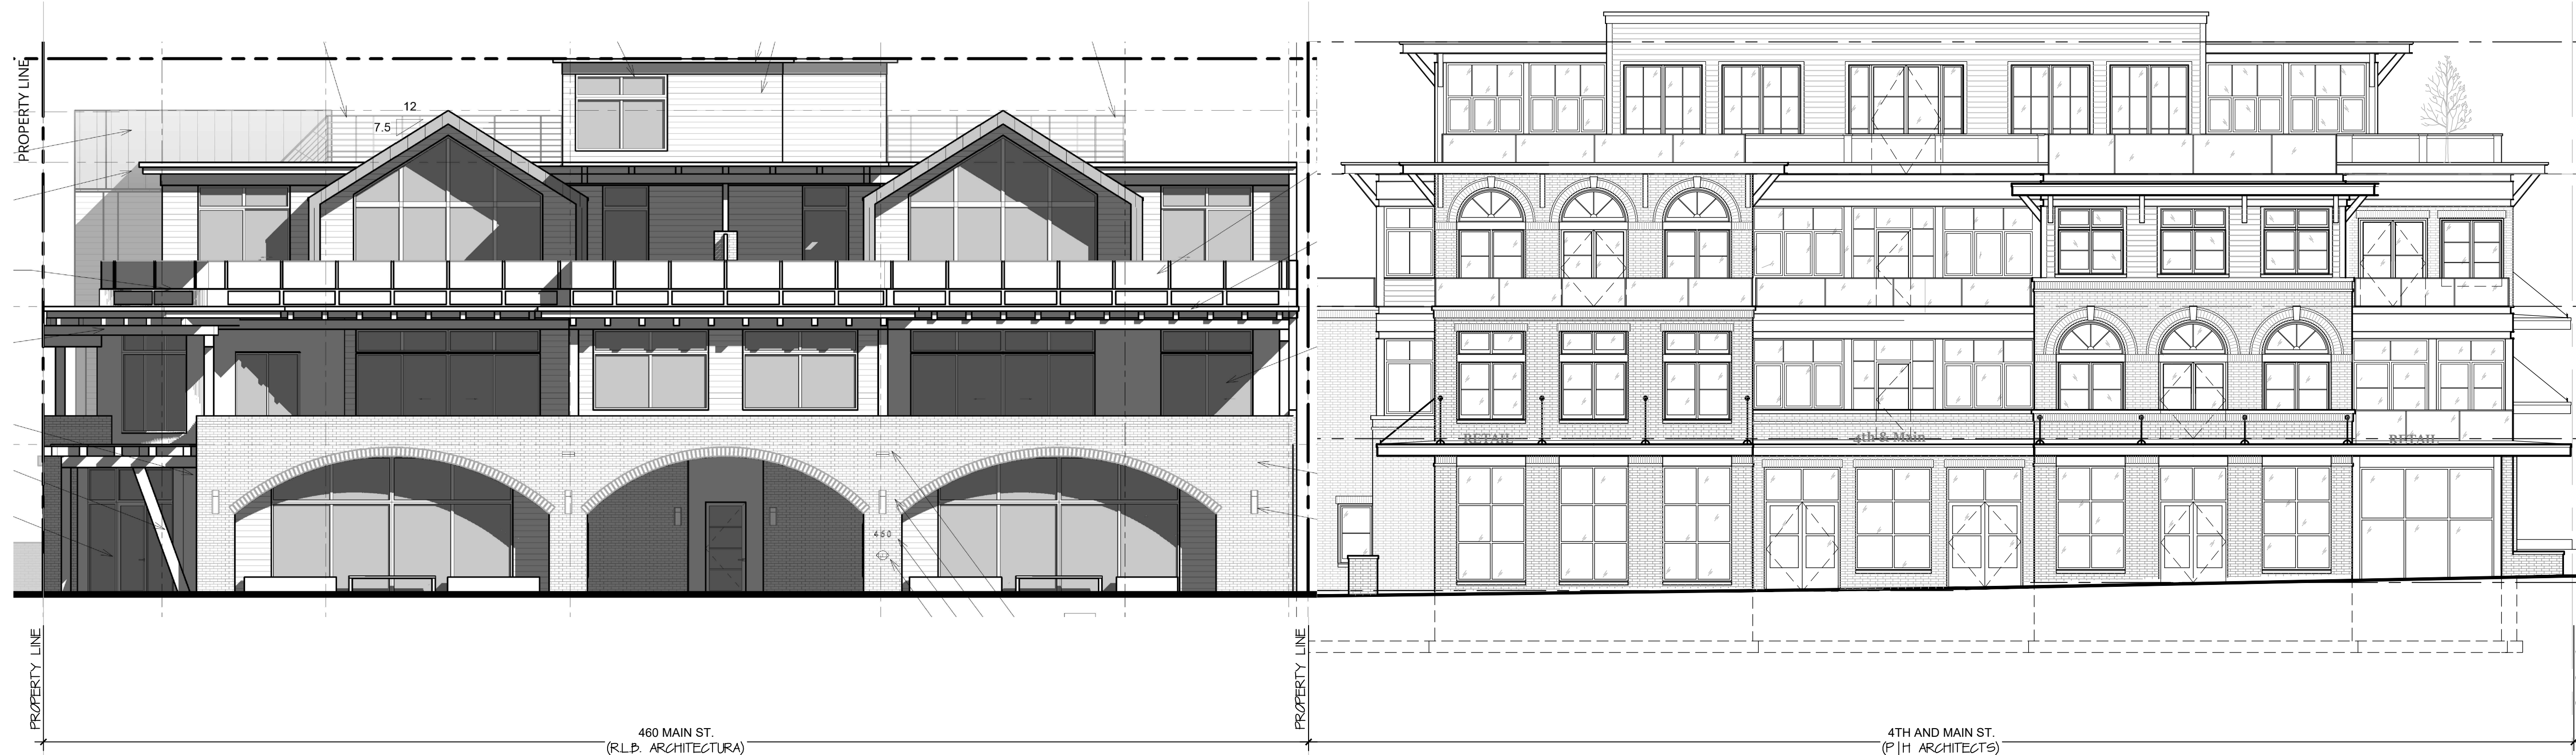 PROPERTY LINE
12
7.5
RETAIL
4th & Main
RETAIL
450
PROPERTY LINE
PROPERTY LINE
460 MAIN ST.
(R.L.B. ARCHITECTURA)
4TH AND MAIN ST.
(P|H ARCHITECTS)